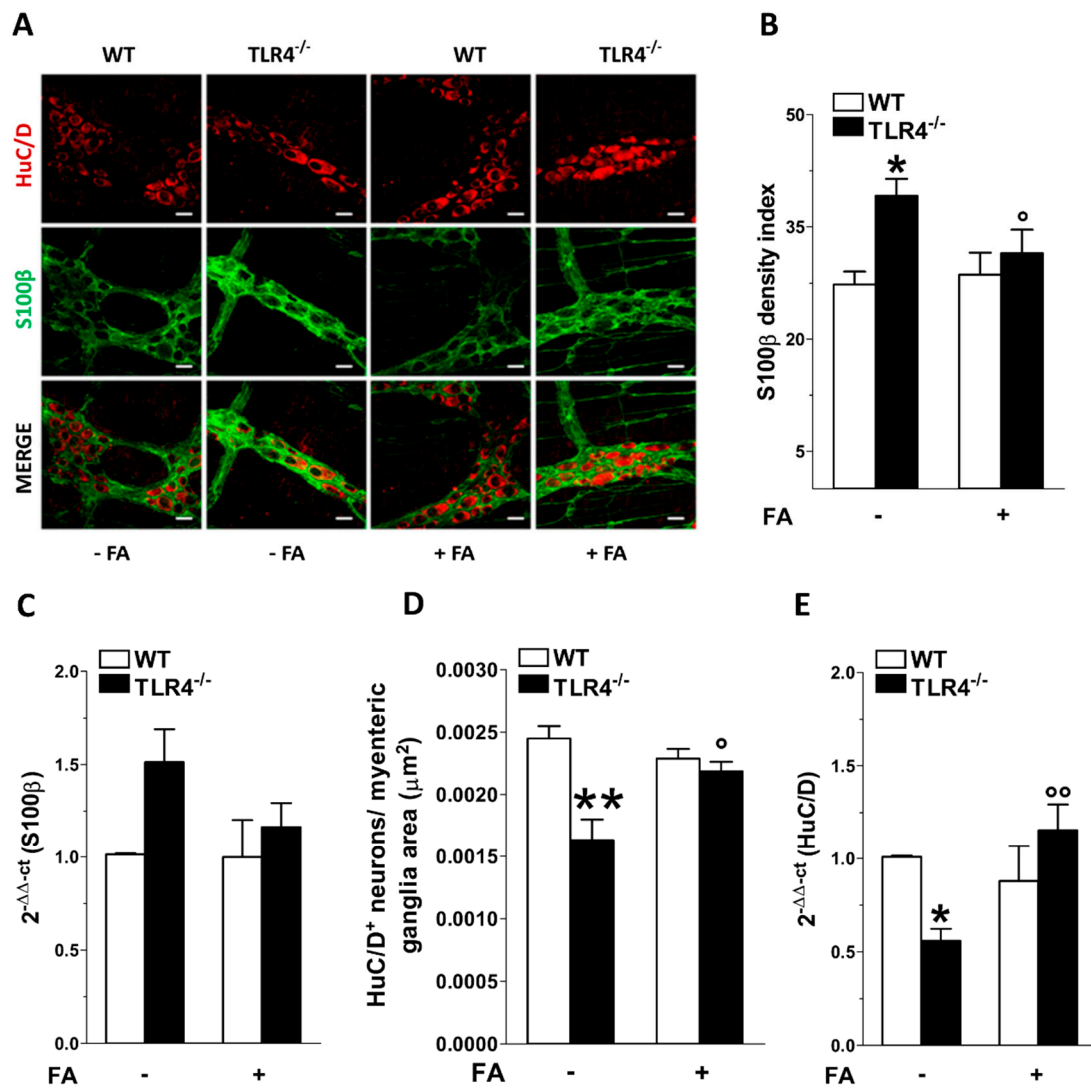 A
WT TLR4-/- WT TLR4-/-
HuC/D
S100β
MERGE
- FA - FA + FA + FA
B
WT
TLR4-/-
S100β density index
50
35
20
5
*
°
FA - +
C
WT
TLR4-/-
2-ΔΔ-ct (S100β)
2.0
1.5
1.0
0.5
0.0
FA - +
D
WT
TLR4-/-
HuC/D+ neurons/ myenteric
ganglia area (μm2)
0.0030
0.0025
0.0020
0.0015
0.0010
0.0005
0.0000
**
°
FA - +
E
WT
TLR4-/-
2-ΔΔ-ct (HuC/D)
2.0
1.5
1.0
0.5
0.0
*
°°
FA - +